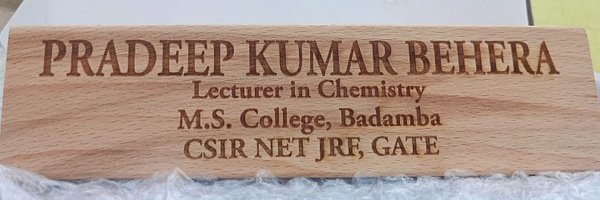 PRADEEP KUMAR BEHERA
Lecturer in Chemistry
M.S. College, Badamba
CSIR NET JRF, GATE